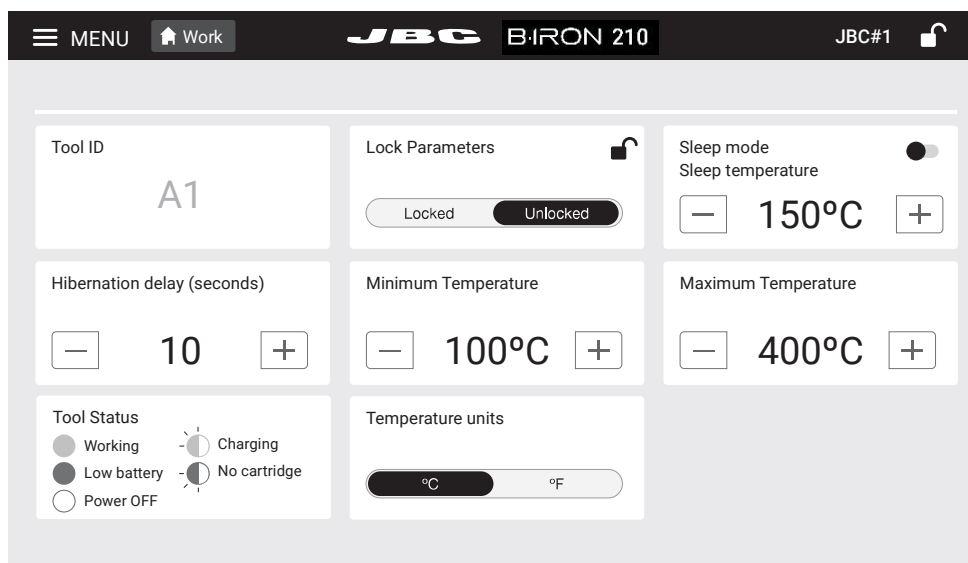 MENU Work JBC B·IRON 210 JBC#1
Tool ID
A1
Lock Parameters
Locked Unlocked
Sleep mode
Sleep temperature
150ºC
Hibernation delay (seconds)
10
Minimum Temperature
100ºC
Maximum Temperature
400ºC
Tool Status
Working Charging
Low battery No cartridge
Power OFF
Temperature units
ºC ºF